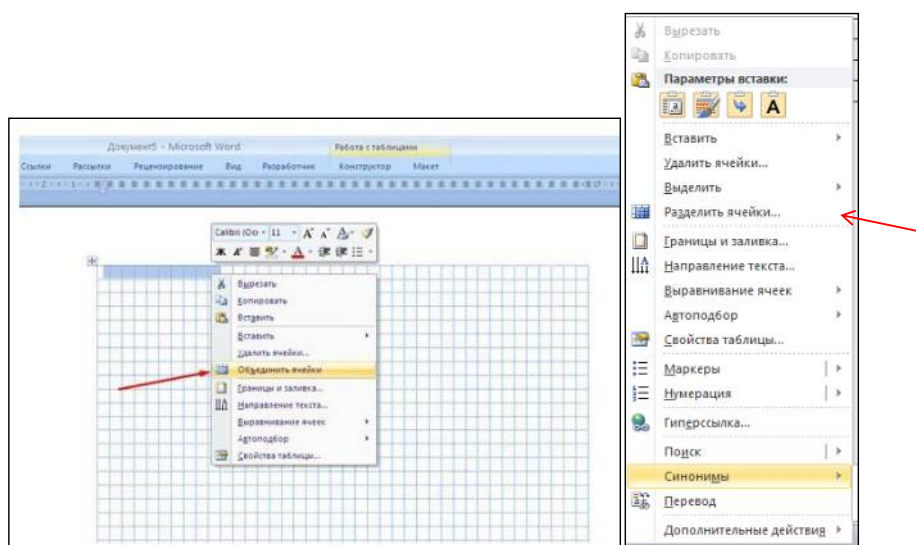 Документ5 - Microsoft Word
Работа с таблицами
Ссылки Рассылки Рецензирование Вид Разработчик Конструктор Макет
Calibri (Осн 11
Вырезать
Копировать
Вставить
Вставить
Удалить ячейки...
Объединить ячейки
Границы и заливка...
Направление текста...
Выравнивание ячеек
Автоподбор
Свойства таблицы...
Вырезать
Копировать
Параметры вставки:
Вставить
Удалить ячейки...
Выделить
Разделить ячейки...
Границы и заливка...
Направление текста...
Выравнивание ячеек
Автоподбор
Свойства таблицы...
Маркеры
Нумерация
Гиперссылка...
Поиск
Синонимы
Перевод
Дополнительные действия